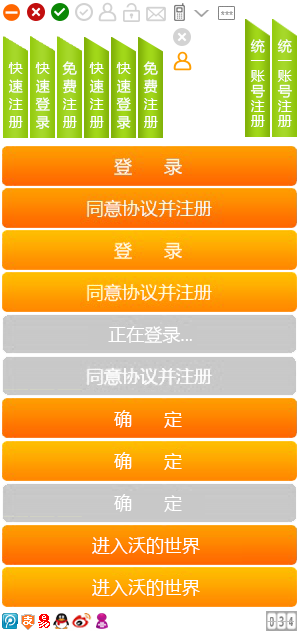 ***
快速注册
快速登录
免费注册
快速注册
快速登录
免费注册
统一账号注册
统一账号注册
登 录
同意协议并注册
登 录
同意协议并注册
正在登录...
同意协议并注册
确 定
确 定
确 定
进入沃的世界
进入沃的世界
易
034